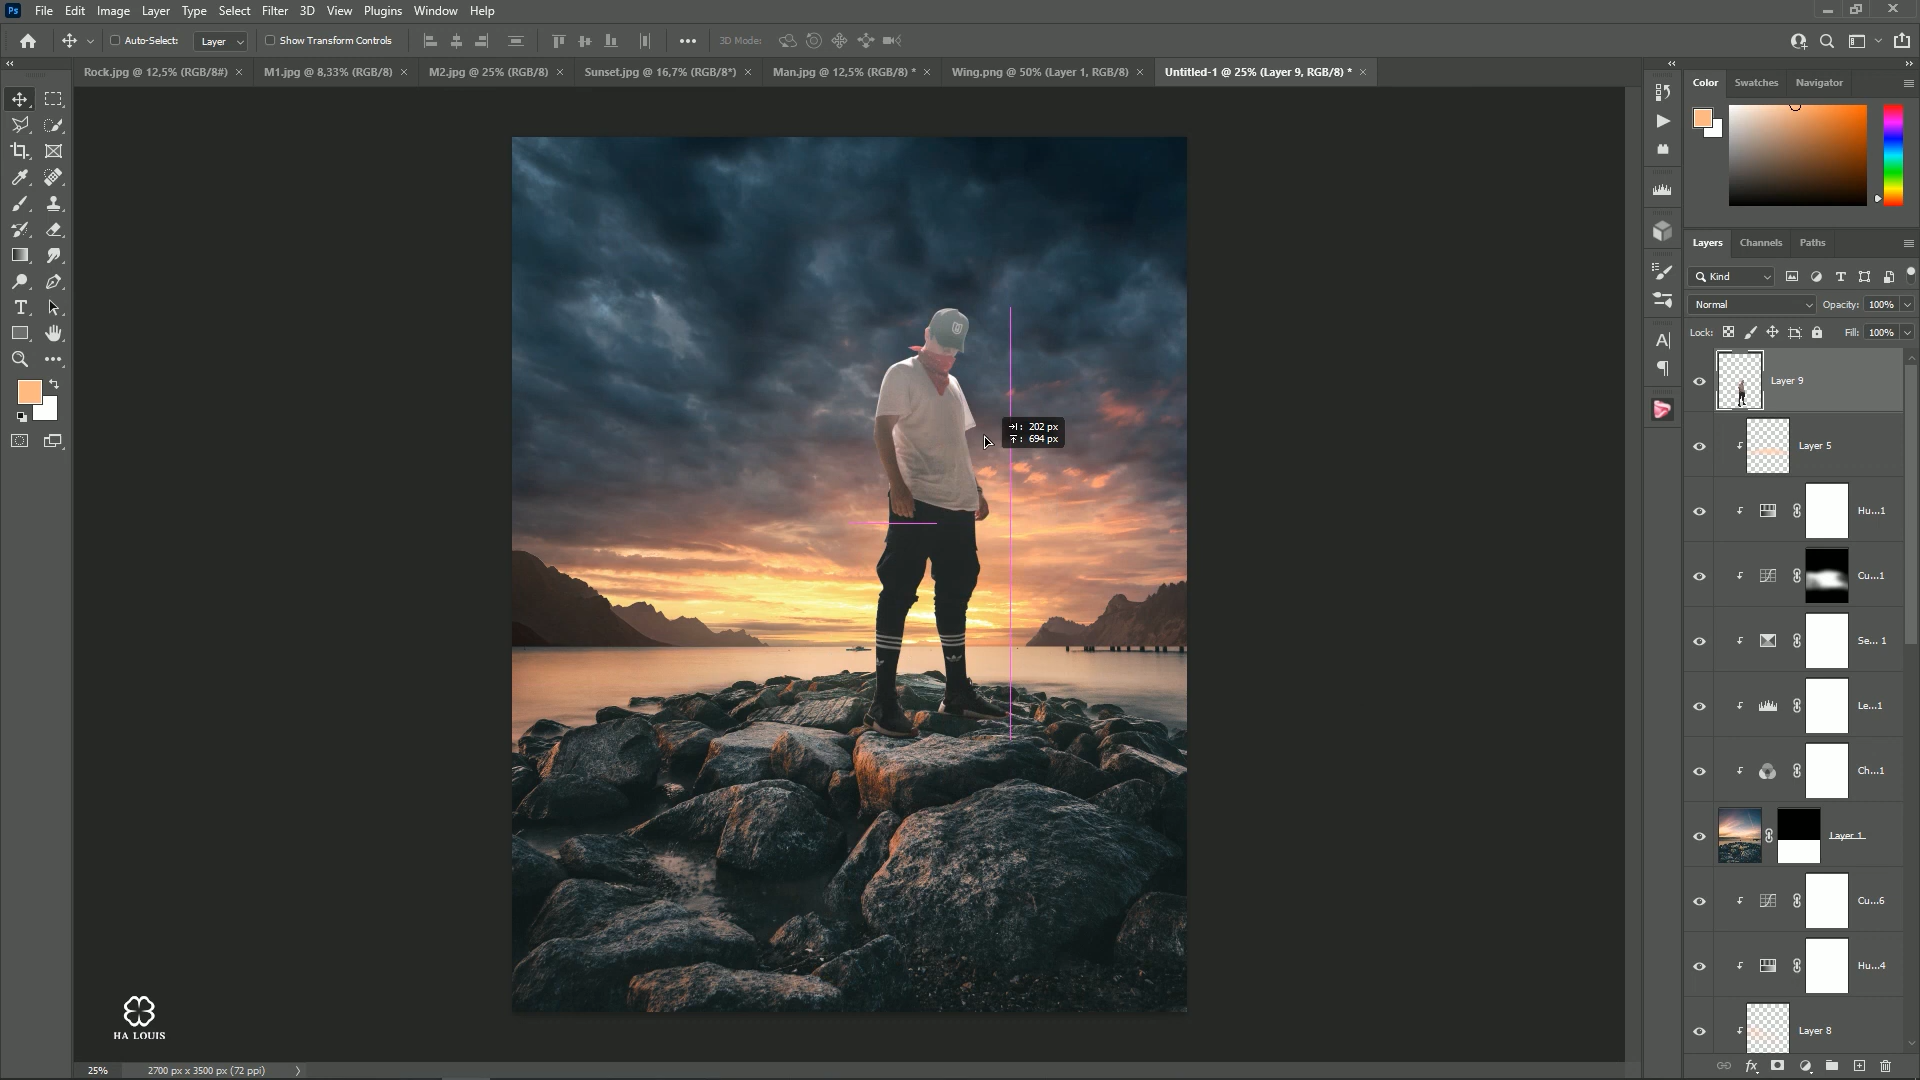 Ps File Edit Image Layer Type Select Filter 3D View Plugins Window Help
Auto-Select: Layer Show Transform Controls 3D Mode:
Rock.jpg @ 12,5% (RGB/8#) M1.jpg @ 8,33% (RGB/8) M2.jpg @ 25% (RGB/8) Sunset.jpg @ 16,7% (RGB/8*) Man.jpg @ 12,5% (RGB/8) * Wing.png @ 50% (Layer 1, RGB/8) Untitled-1 @ 25% (Layer 9, RGB/8) *
Color Swatches Navigator
Layers Channels Paths
Kind
Normal Opacity: 100%
Lock: Fill: 100%
Layer 9
202 px
694 px
Layer 5
Hu...1
Cu...1
Se... 1
Le...1
Ch...1
Layer 1
Cu...6
Hu...4
Layer 8
HA LOUIS
25% 2700 px x 3500 px (72 ppi)